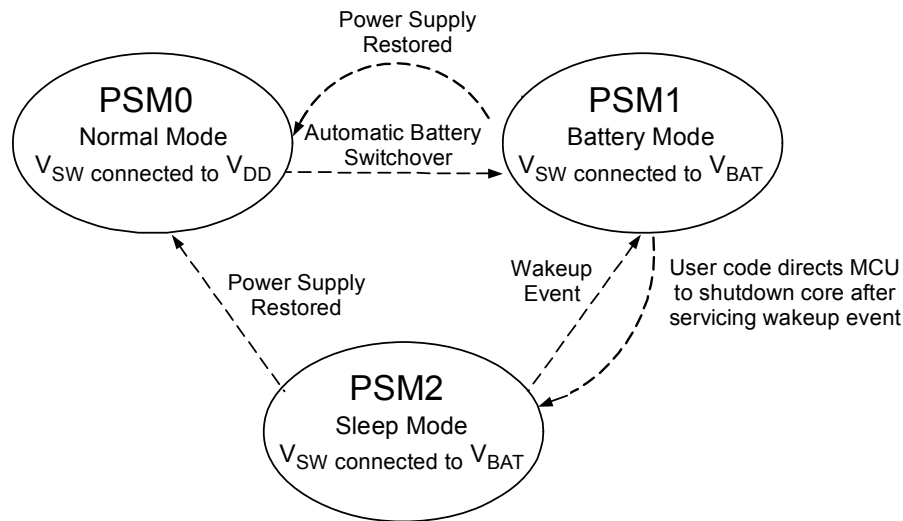 Power Supply
Restored
PSM0
Normal Mode
VSW connected to VDD
Automatic Battery
Switchover
PSM1
Battery Mode
VSW connected to VBAT
Power Supply
Restored
Wakeup
Event
User code directs MCU
to shutdown core after
servicing wakeup event
PSM2
Sleep Mode
VSW connected to VBAT